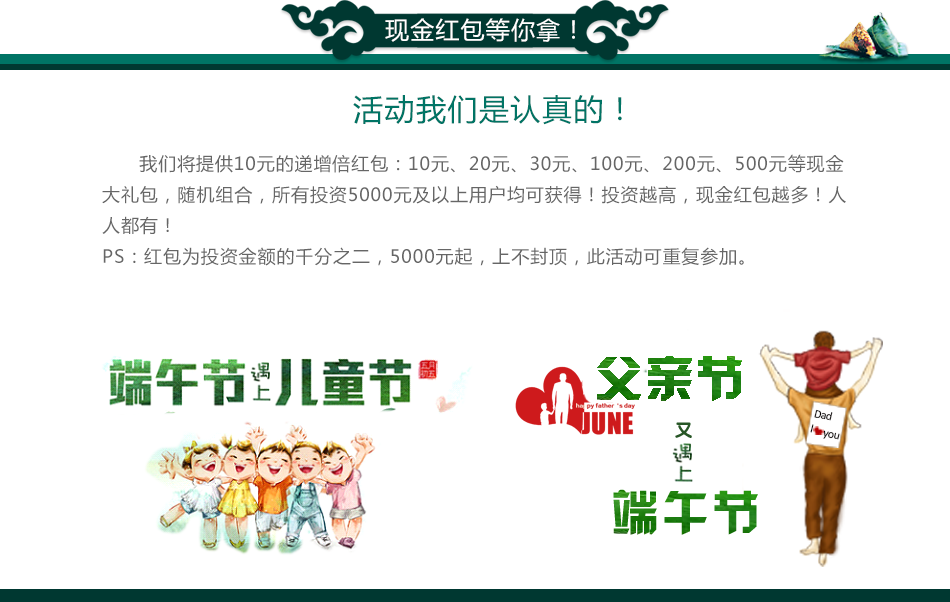 现金红包等你拿！
活动我们是认真的！
我们将提供10元的递增倍红包：10元、20元、30元、100元、200元、500元等现金
大礼包，随机组合，所有投资5000元及以上用户均可获得！投资越高，现金红包越多！人
人都有！
PS：红包为投资金额的千分之二，5000元起，上不封顶，此活动可重复参加。
端午节遇上儿童节
五月初五
父亲节
happy father's day
JUNE
又遇上
端午节
Dad
I you